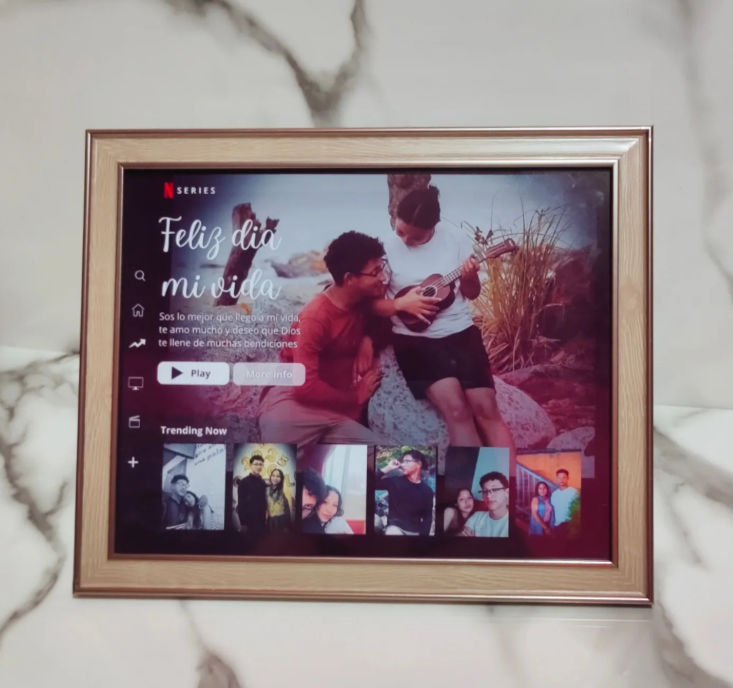 N SERIES
Feliz dia
mi vida
Sos lo mejor que llego a mi vida,
te amo mucho y deseo que Dios
te llene de muchas bendiciones
Play
More Info
Trending Now